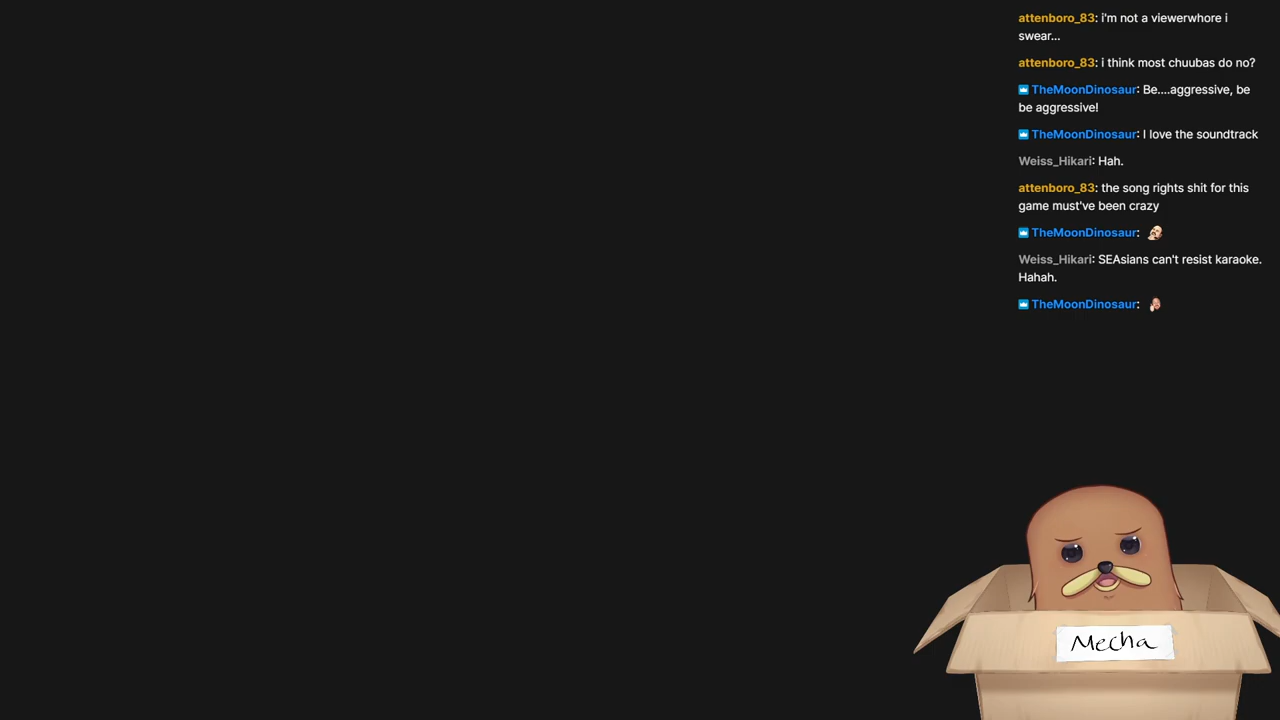 attenboro_83: i'm not a viewerwhore i
swear...
attenboro_83: i think most chuubas do no?
TheMoonDinosaur: Be....aggressive, be
be aggressive!
TheMoonDinosaur: I love the soundtrack
Weiss_Hikari: Hah.
attenboro_83: the song rights shit for this
game must've been crazy
TheMoonDinosaur:
Weiss_Hikari: SEAsians can't resist karaoke.
Hahah.
TheMoonDinosaur:
Mecha